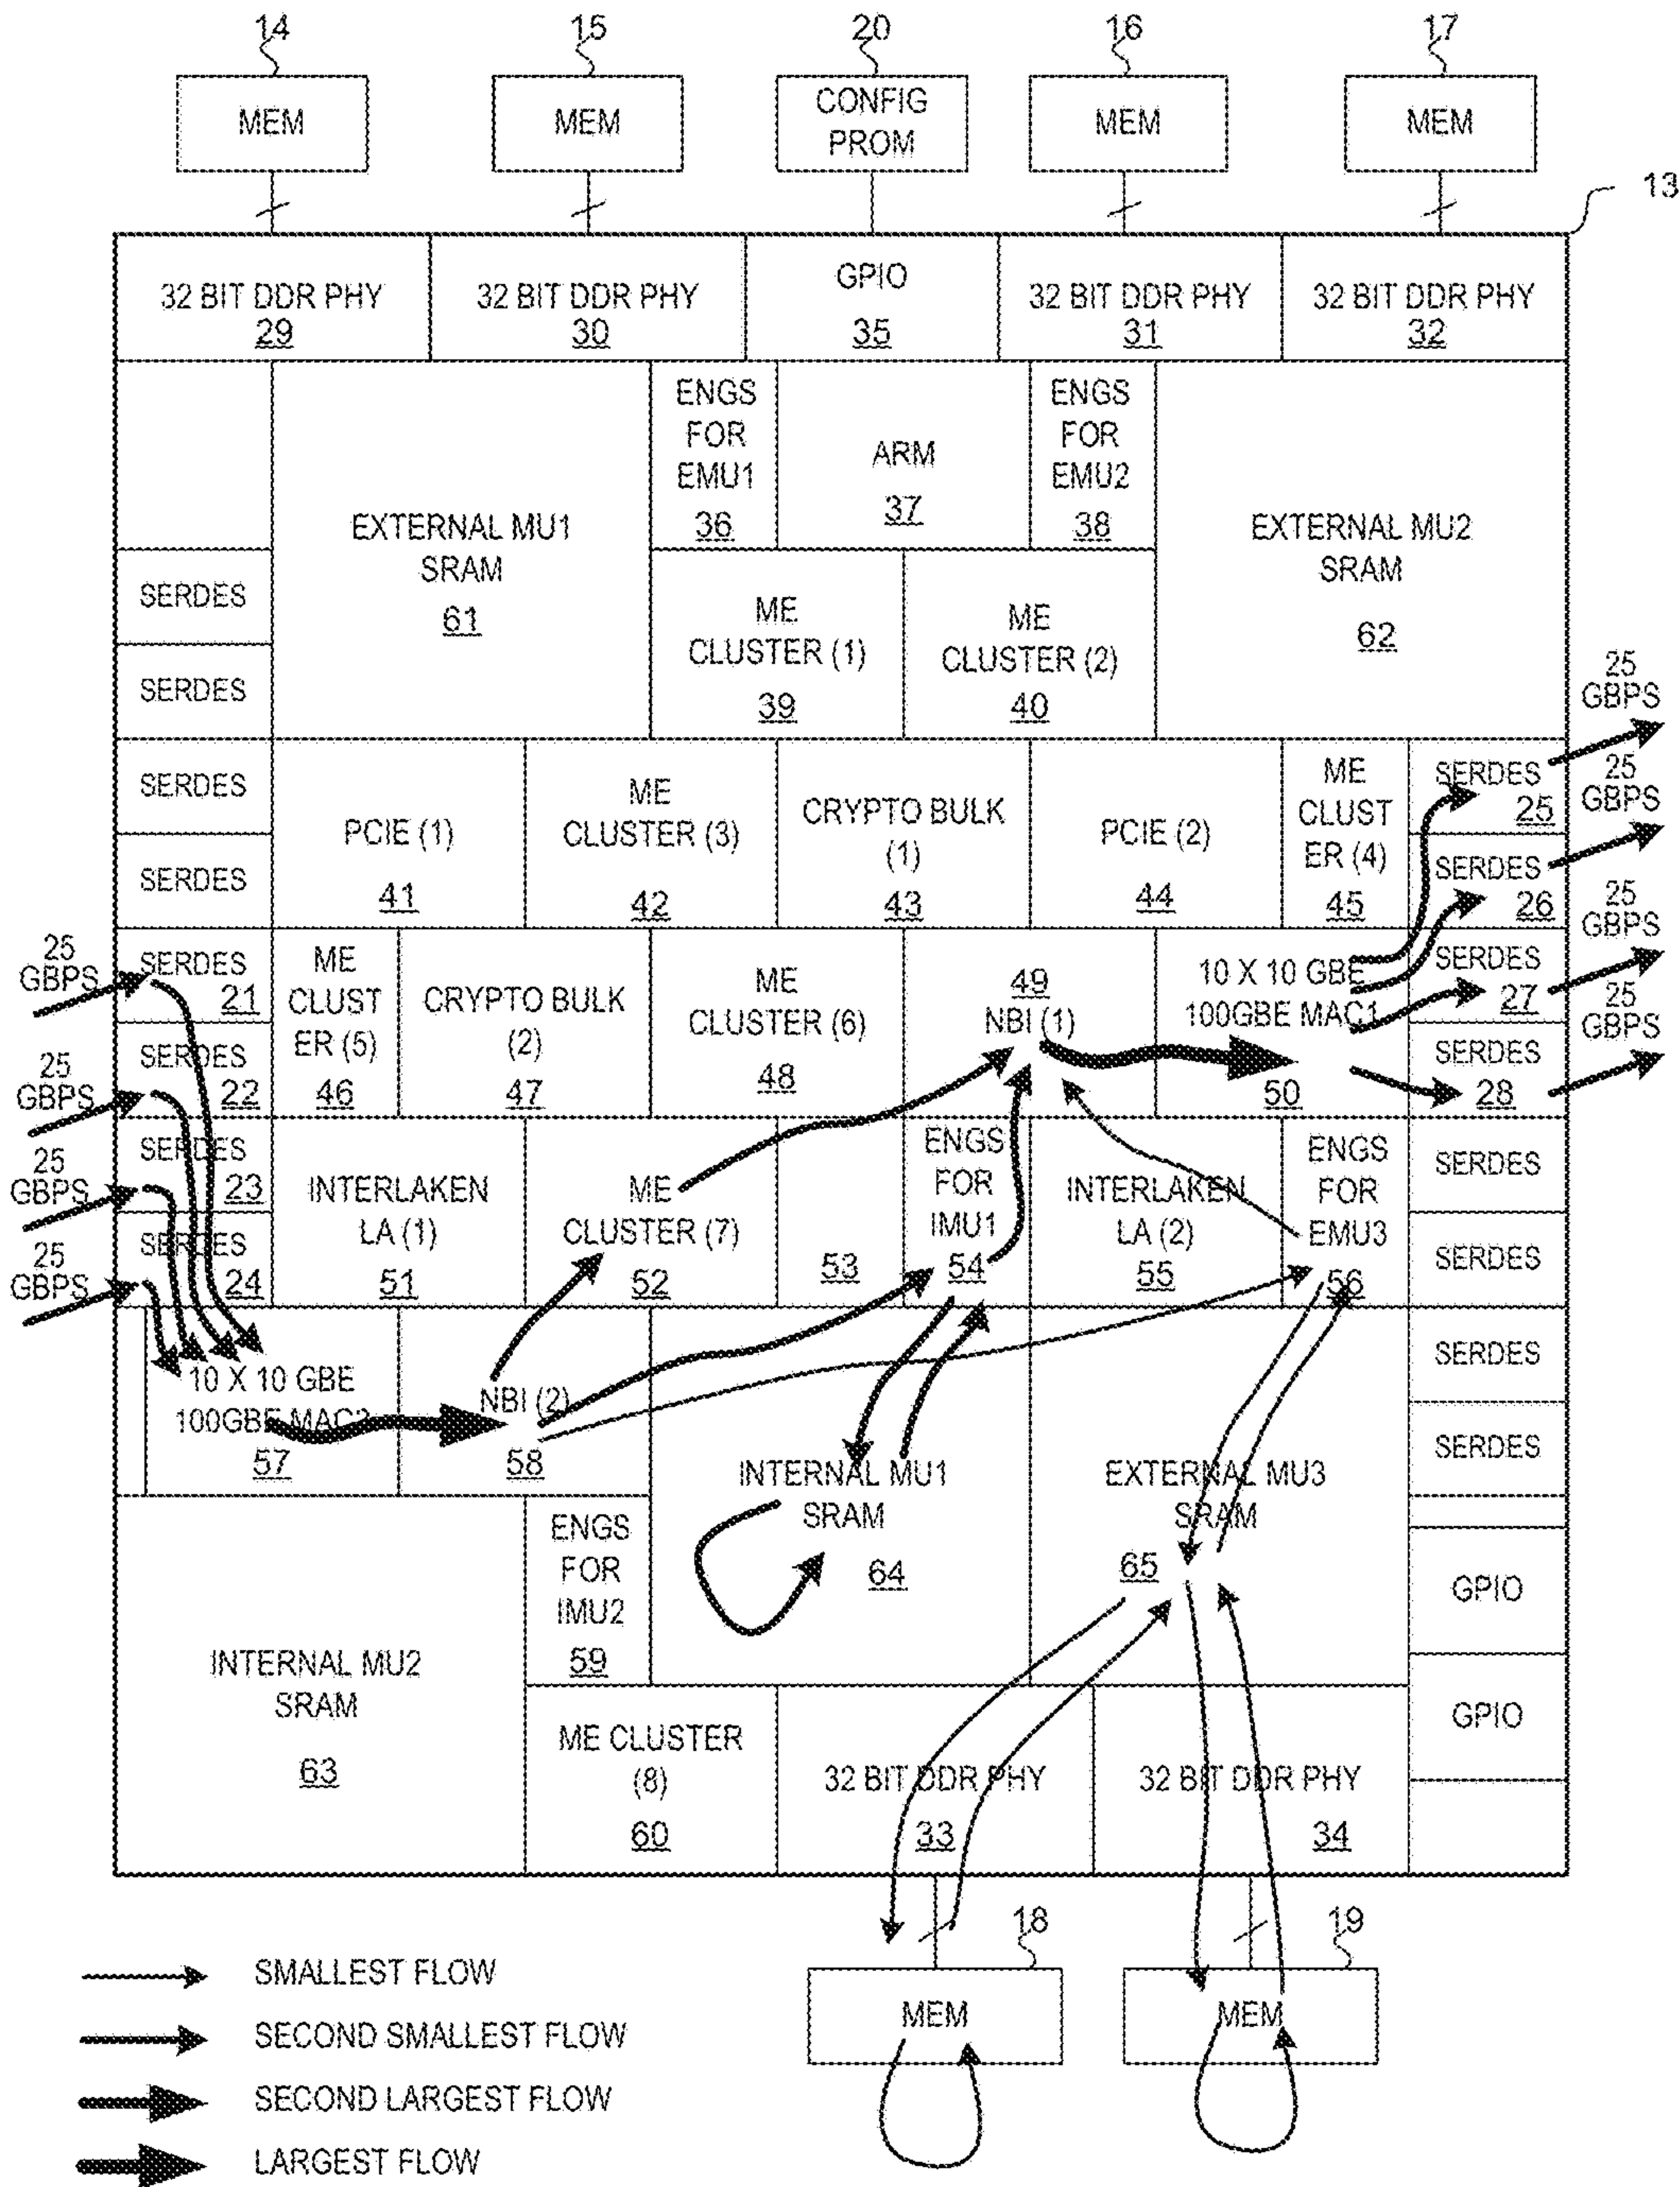 14
15
20
16
17
MEM
MEM
CONFIG
PROM
MEM
MEM
13
32 BIT DDR PHY
29
32 BIT DDR PHY
30
GPIO
35
32 BIT DDR PHY
31
32 BIT DDR PHY
32
EXTERNAL MU1
SRAM
61
ENGS
FOR
EMU1
36
ARM
37
ENGS
FOR
EMU2
38
EXTERNAL MU2
SRAM
62
SERDES
SERDES
ME
CLUSTER (1)
39
ME
CLUSTER (2)
40
SERDES
SERDES
PCIE (1)
41
ME
CLUSTER (3)
42
CRYPTO BULK
(1)
43
PCIE (2)
44
ME
CLUST
ER (4)
45
SERDES
25
SERDES
26
25
GBPS
25
GBPS
25
GBPS
25
GBPS
25
GBPS
25
GBPS
25
GBPS
25
GBPS
SERDES
21
SERDES
22
ME
CLUST
ER (5)
46
CRYPTO BULK
(2)
47
ME
CLUSTER (6)
48
49
NBI (1)
10 X 10 GBE
100GBE MAC1
50
SERDES
27
SERDES
28
SERDES
23
SERDES
24
INTERLAKEN
LA (1)
51
ME
CLUSTER (7)
52
53
ENGS
FOR
IMU1
54
INTERLAKEN
LA (2)
55
ENGS
FOR
EMU3
56
SERDES
SERDES
10 X 10 GBE
100GBE MAC2
57
NBI (2)
58
INTERNAL MU1
SRAM
64
EXTERNAL MU3
SRAM
65
SERDES
SERDES
INTERNAL MU2
SRAM
63
ENGS
FOR
IMU2
59
GPIO
GPIO
ME CLUSTER
(8)
60
32 BIT DDR PHY
33
32 BIT DDR PHY
34
18
19
MEM
MEM
SMALLEST FLOW
SECOND SMALLEST FLOW
SECOND LARGEST FLOW
LARGEST FLOW